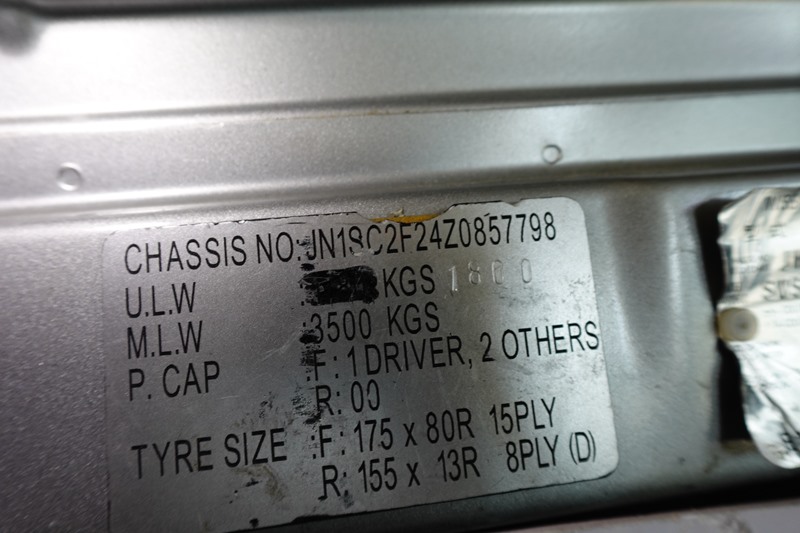 CHASSIS NO: JN1SC2F24Z0857798
U.L.W : KGS 1800
M.L.W :3500 KGS
P. CAP :F: 1 DRIVER, 2 OTHERS
R: 00
TYRE SIZE :F: 175 x 80R 15PLY
R: 155 x 13R 8PLY (D)